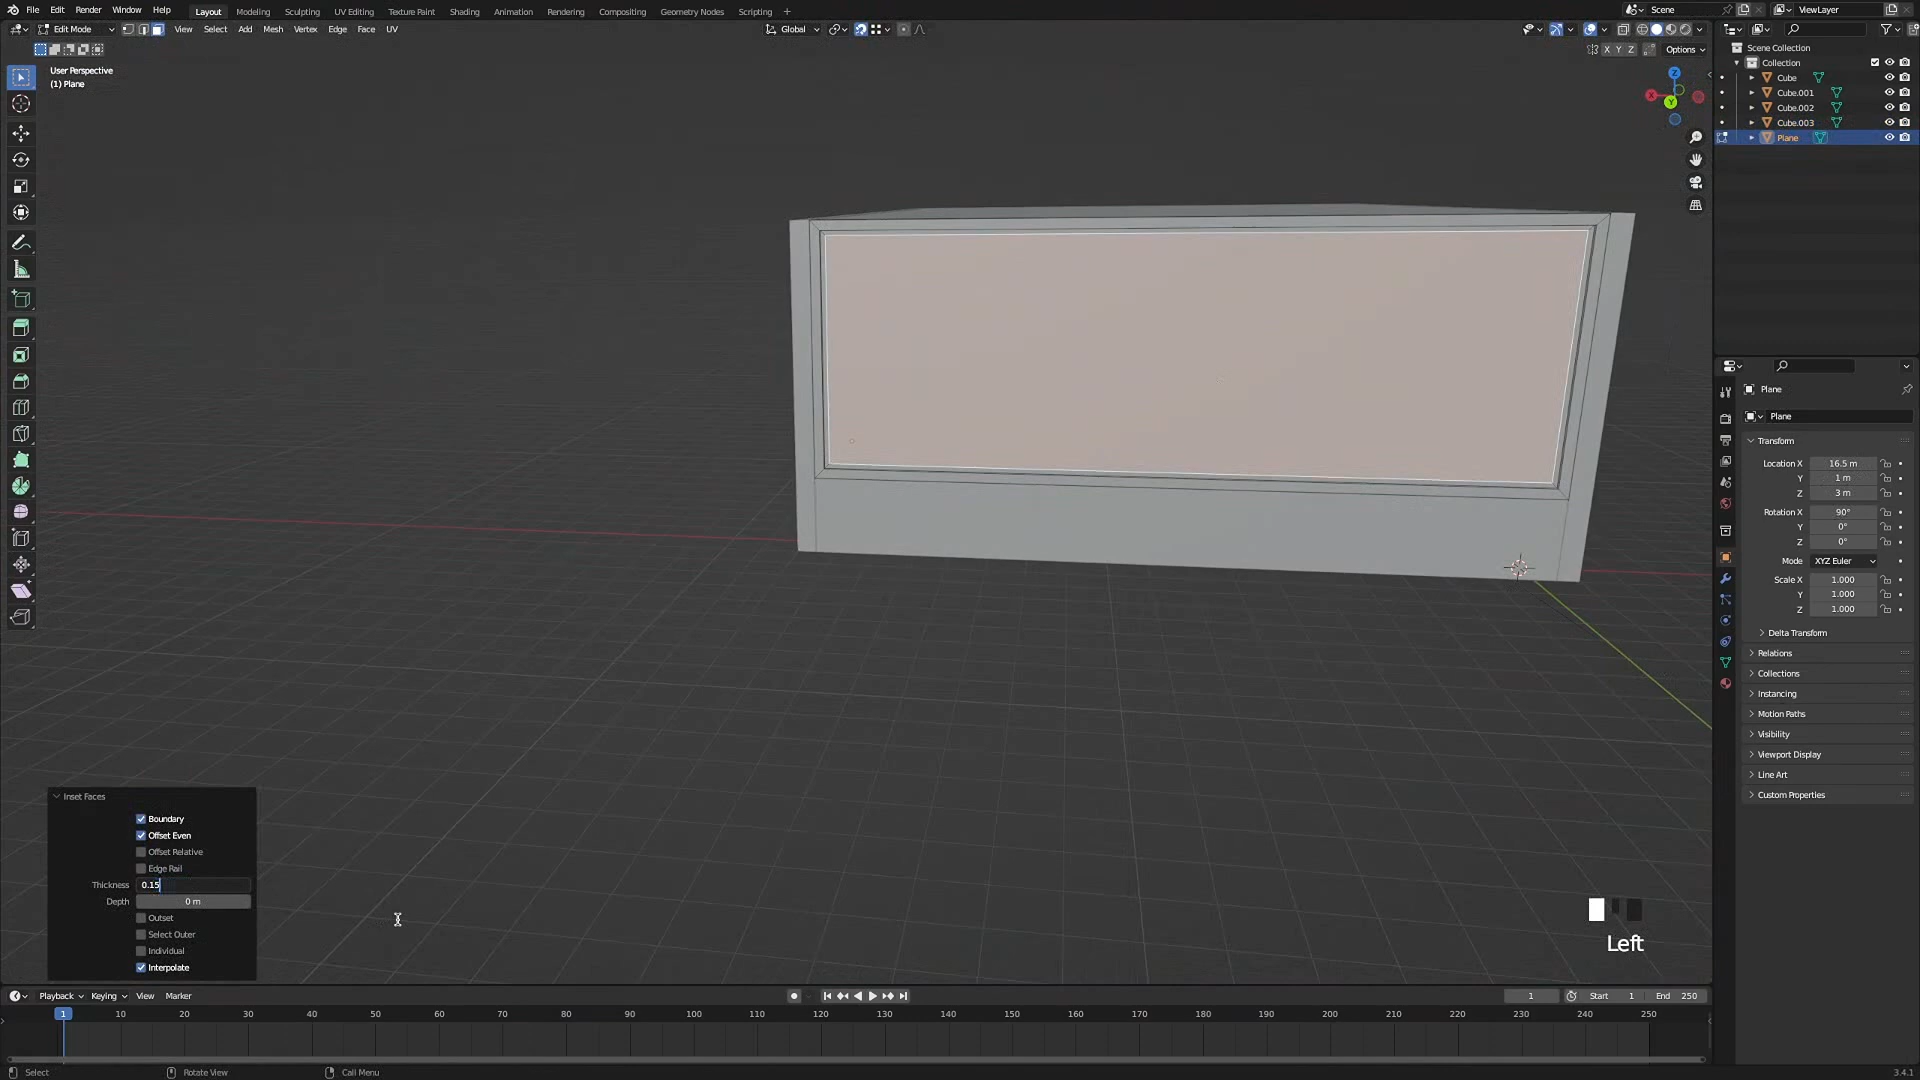 File Edit Render Window Help Layout Modeling Sculpting UV Editing Texture Paint Shading Animation Rendering Compositing Geometry Nodes Scripting + Scene ViewLayer
Edit Mode View Select Add Mesh Vertex Edge Face UV Global
X Y Z Options
User Perspective
(1) Plane
Z
X
Y
Scene Collection
Collection
Cube
Cube.001
Cube.002
Cube.003
Plane
Plane
Plane
Transform
Location X 16.5 m
Y 1 m
Z 3 m
Rotation X 90°
Y 0°
Z 0°
Mode XYZ Euler
Scale X 1.000
Y 1.000
Z 1.000
Delta Transform
Relations
Collections
Instancing
Motion Paths
Visibility
Viewport Display
Line Art
Custom Properties
Inset Faces
Boundary
Offset Even
Offset Relative
Edge Rail
Thickness 0.15
Depth 0 m
Outset
Select Outer
Individual
Interpolate
Left
Playback Keying View Marker 1 Start 1 End 250
1 10 20 30 40 50 60 70 80 90 100 110 120 130 140 150 160 170 180 190 200 210 220 230 240 250
Select Rotate View Call Menu 3.4.1